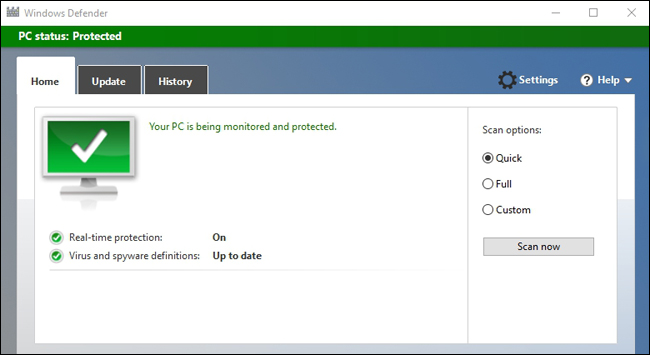 Windows Defender
PC status: Protected
Home Update History Settings ? Help
Your PC is being monitored and protected.
Scan options:
Quick
Full
Custom
Scan now
Real-time protection: On
Virus and spyware definitions: Up to date